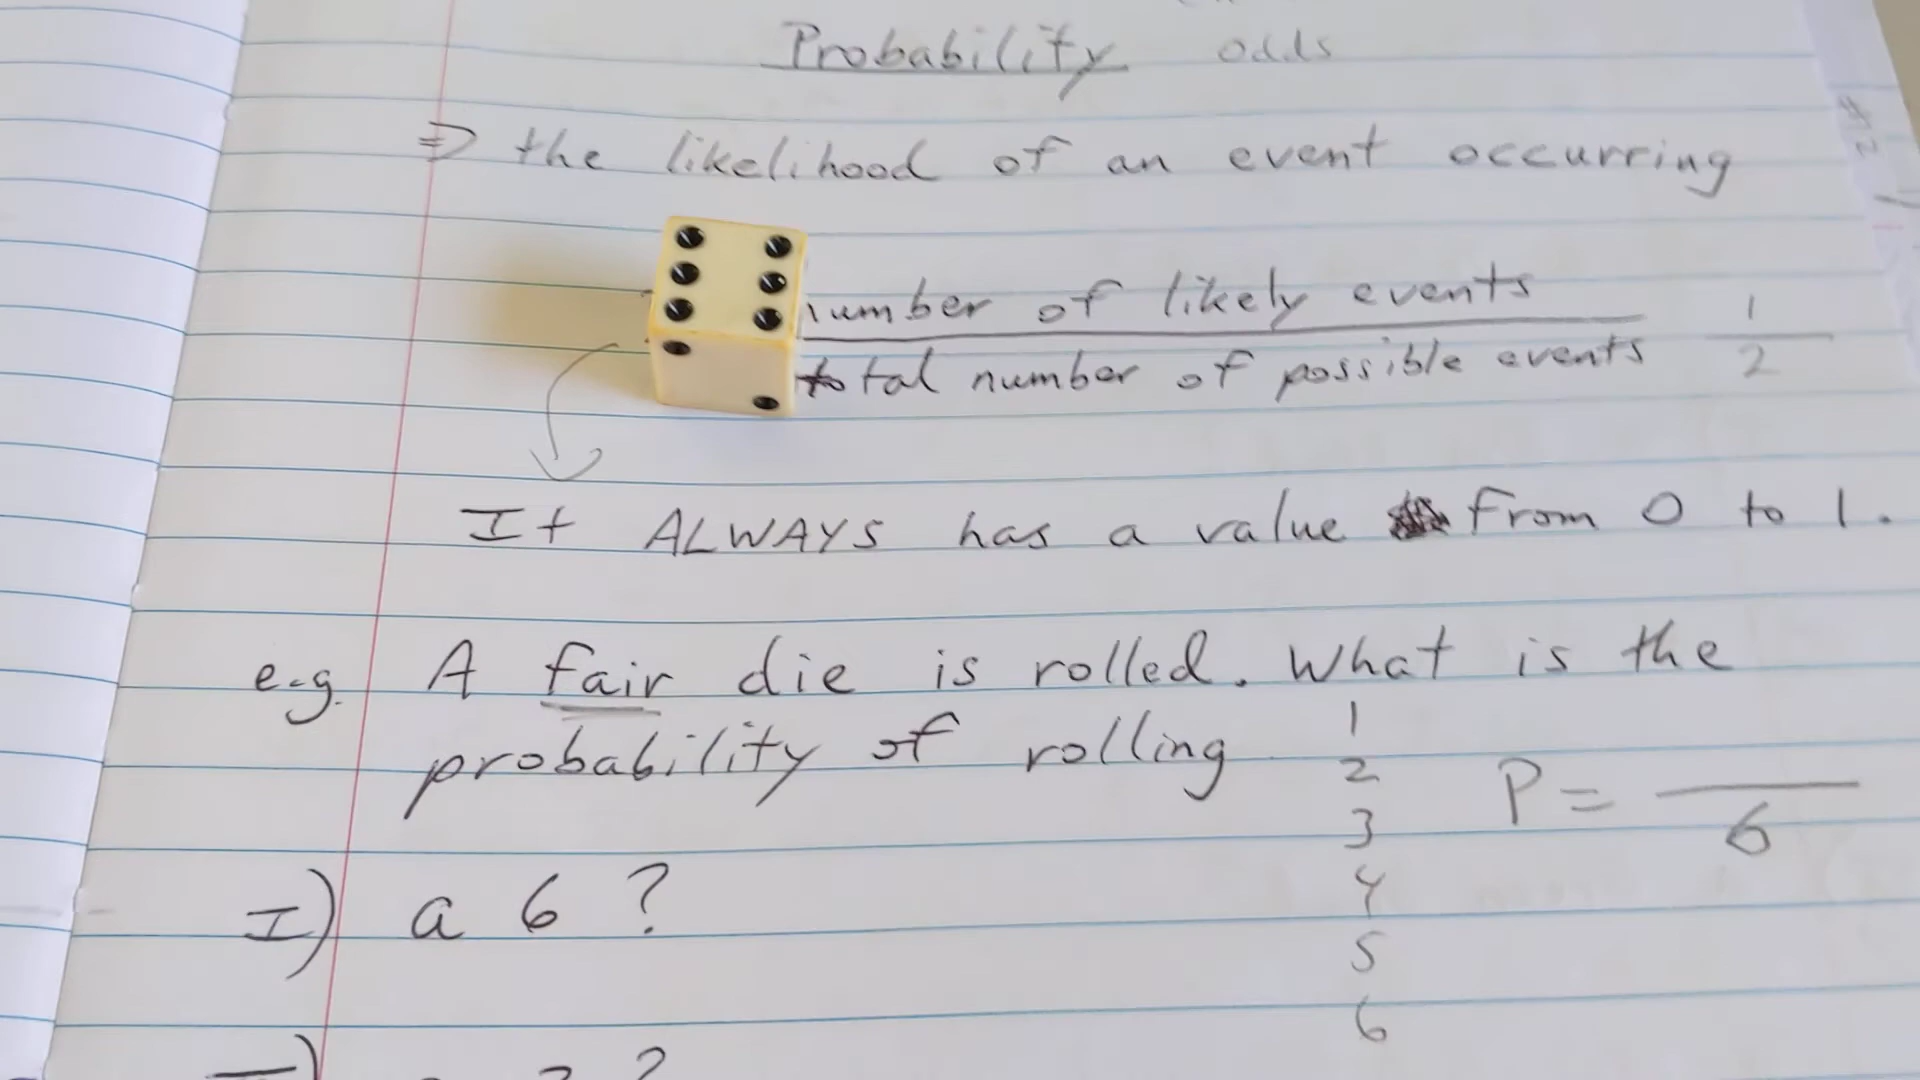 Probability odds
⇒ the likelihood of an event occurring
number of likely events
total number of possible events
1
2
It ALWAYS has a value from 0 to 1.
e.g. A fair die is rolled. What is the
probability of rolling
1
2
3
4
5
6
P =
6
I) a 6 ?